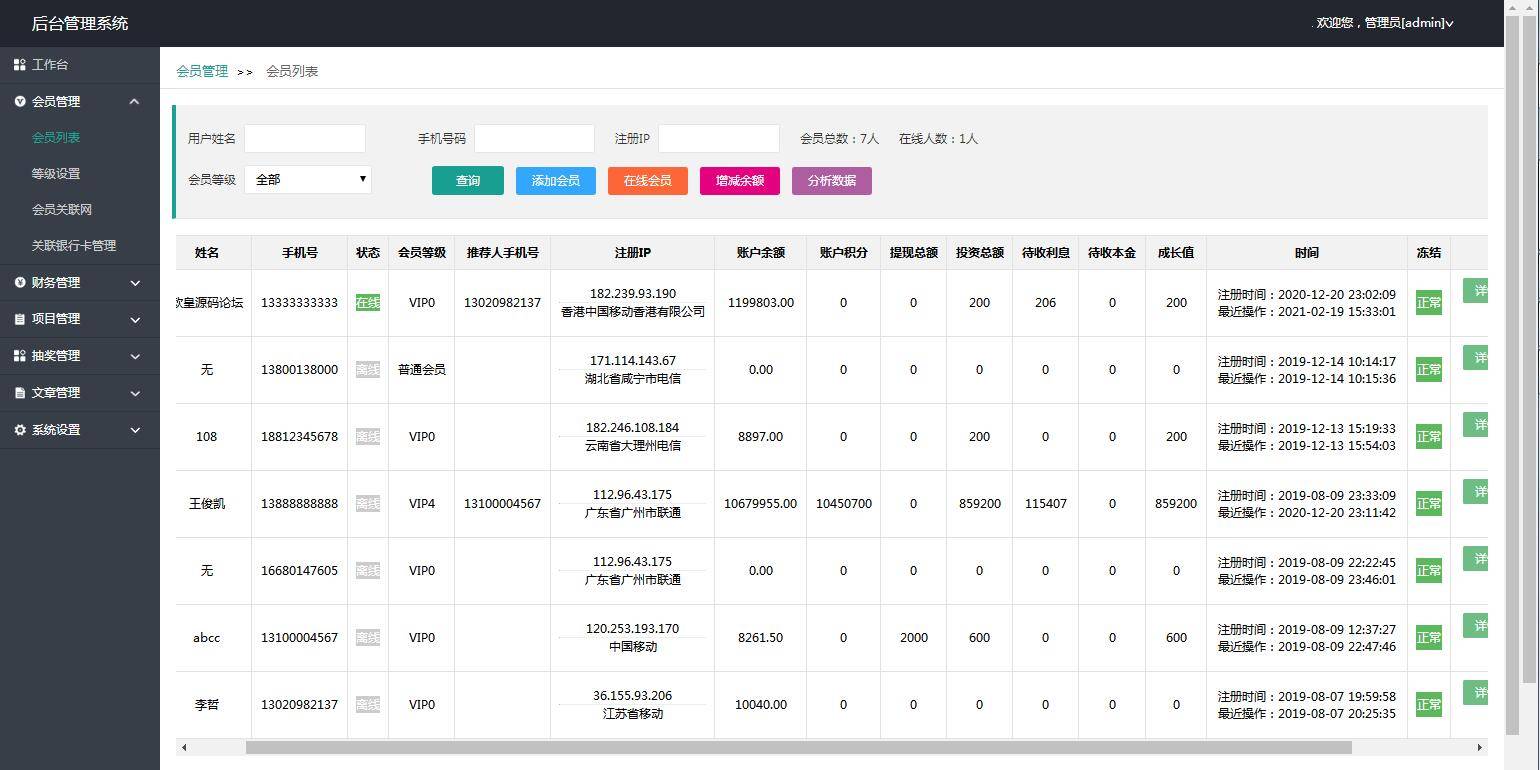 后台管理系统
. 欢迎您，管理员[admin]
工作台
会员管理
会员列表
等级设置
会员关联网
关联银行卡管理
财务管理
项目管理
抽奖管理
文章管理
系统设置
会员管理 >> 会员列表
用户姓名 手机号码 注册IP 会员总数：7人 在线人数：1人
会员等级 全部 查询 添加会员 在线会员 增减余额 分析数据
姓名 手机号 状态 会员等级 推荐人手机号 注册IP 账户余额 账户积分 提现总额 投资总额 待收利息 待收本金 成长值 时间 冻结
皇源码论坛 13333333333 在线 VIP0 13020982137 182.239.93.190 1199803.00 0 0 200 206 0 200 注册时间：2020-12-20 23:02:09 正常 详
香港中国移动香港有限公司 最近操作：2021-02-19 15:33:01
无 13800138000 离线 普通会员 171.114.143.67 0.00 0 0 0 0 0 0 注册时间：2019-12-14 10:14:17 正常 详
湖北省咸宁市电信 最近操作：2019-12-14 10:15:36
108 18812345678 离线 VIP0 182.246.108.184 8897.00 0 0 200 0 0 200 注册时间：2019-12-13 15:19:33 正常 详
云南省大理州电信 最近操作：2019-12-13 15:54:03
王俊凯 13888888888 离线 VIP4 13100004567 112.96.43.175 10679955.00 10450700 0 859200 115407 0 859200 注册时间：2019-08-09 23:33:09 正常 详
广东省广州市联通 最近操作：2020-12-20 23:11:42
无 16680147605 离线 VIP0 112.96.43.175 0.00 0 0 0 0 0 0 注册时间：2019-08-09 22:22:45 正常 详
广东省广州市联通 最近操作：2019-08-09 23:46:01
abcc 13100004567 离线 VIP0 120.253.193.170 8261.50 0 2000 600 0 0 600 注册时间：2019-08-09 12:37:27 正常 详
中国移动 最近操作：2019-08-09 22:47:46
李哲 13020982137 离线 VIP0 36.155.93.206 10040.00 0 0 0 0 0 0 注册时间：2019-08-07 19:59:58 正常 详
江苏省移动 最近操作：2019-08-07 20:25:35